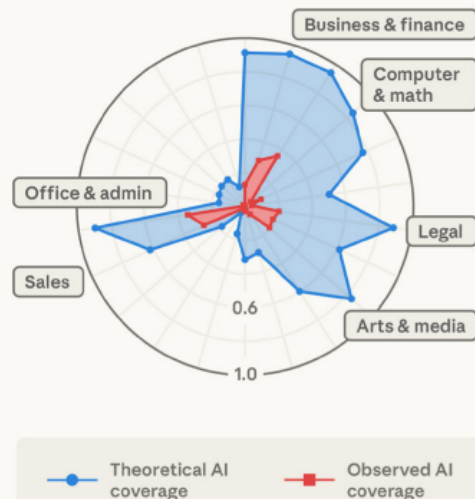 Business & finance
Computer
& math
Office & admin
Legal
Sales
0.6
Arts & media
1.0
Theoretical AI
coverage
Observed AI
coverage